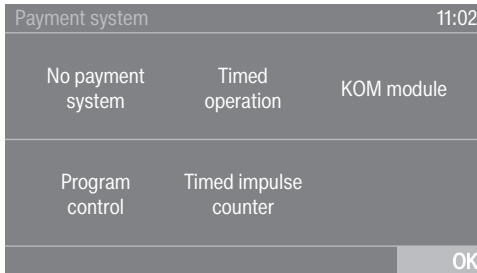 Payment system 11:02
No payment
system
Timed
operation
KOM module
Program
control
Timed impulse
counter
OK